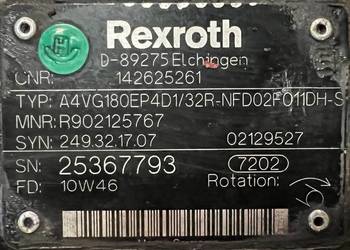 Rexroth
D-89275 Elchingen
CNR: 142625261
TYP: A4VG180EP4D1/32R-NFD02F011DH-S
MNR: R902125767
SYN: 249.32.17.07 02129527
SN: 25367793 7202
FD: 10W46 Rotation: